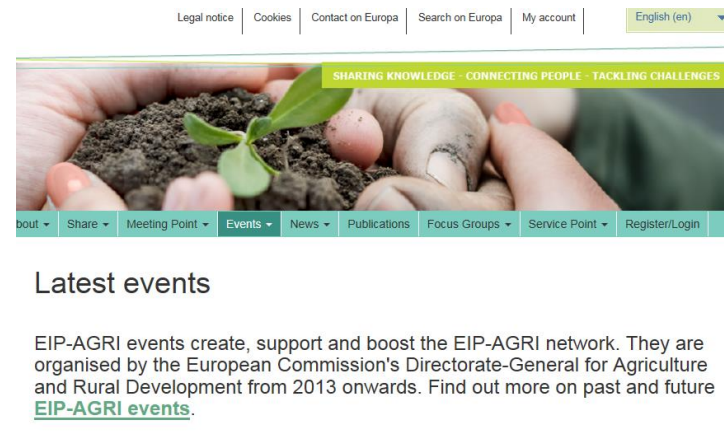 Legal notice Cookies Contact on Europa Search on Europa My account English (en)
SHARING KNOWLEDGE - CONNECTING PEOPLE - TACKLING CHALLENGES
bout Share Meeting Point Events News Publications Focus Groups Service Point Register/Login
Latest events
EIP-AGRI events create, support and boost the EIP-AGRI network. They are
organised by the European Commission's Directorate-General for Agriculture
and Rural Development from 2013 onwards. Find out more on past and future
EIP-AGRI events.